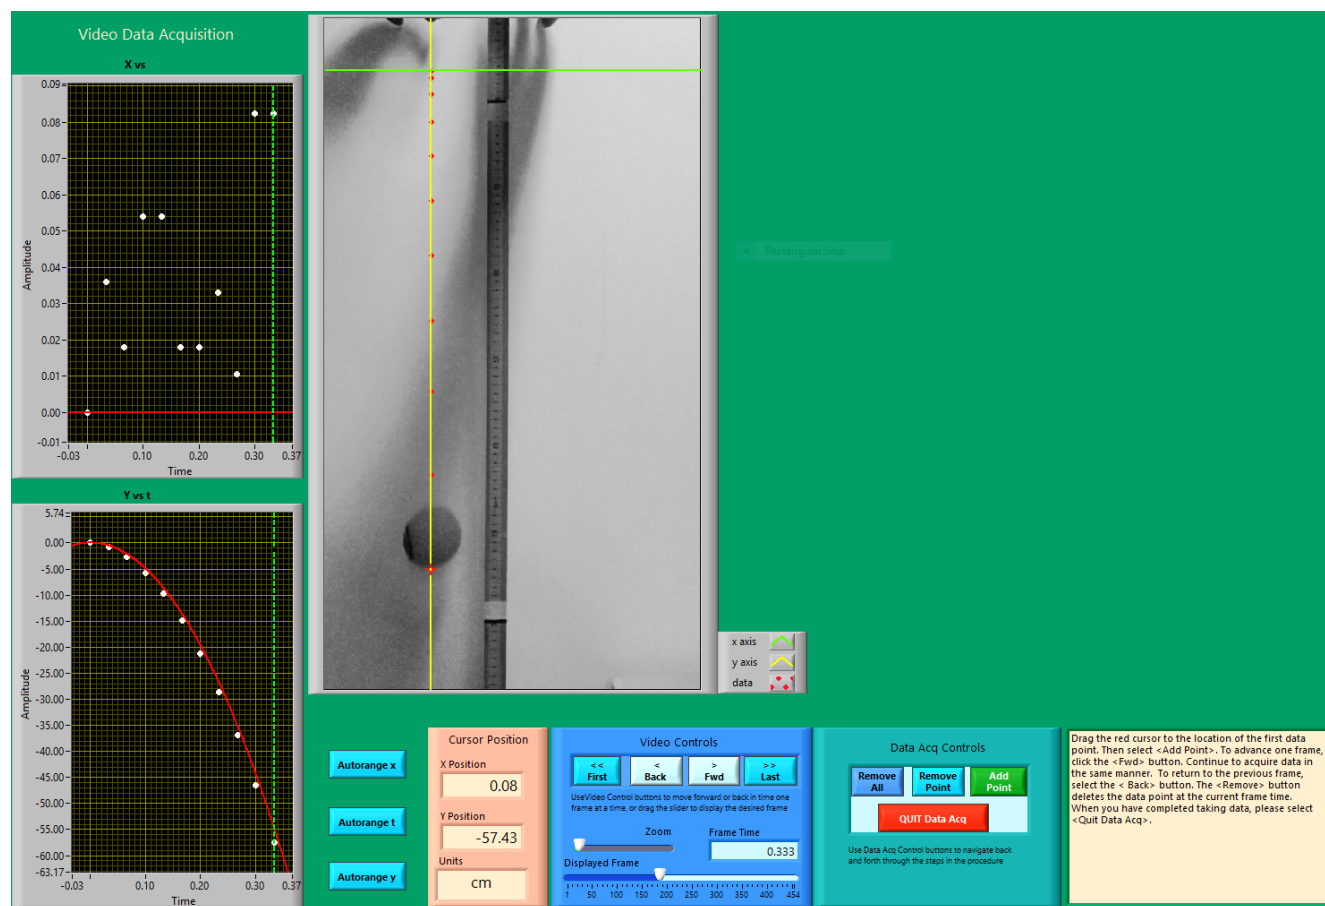 Video Data Acquisition
X vs
0.09
0.08
0.07
0.06
0.05
0.04
0.03
0.02
0.01
0.00
-0.01
Amplitude
-0.03
0.10
0.20
0.30
0.37
Time
Y vs t
5.74
0.00
-5.00
-10.00
-15.00
-20.00
-25.00
-30.00
-35.00
-40.00
-45.00
-50.00
-55.00
-60.00
-63.17
Amplitude
-0.03
0.10
0.20
0.30
0.37
Time
Rectangular Snip
x axis
y axis
data
Autorange x
Autorange t
Autorange y
Cursor Position
X Position
0.08
Y Position
-57.43
Units
cm
Video Controls
<<
First
<
Back
>
Fwd
>>
Last
UseVideo Control buttons to move forward or back in time one
frame at a time, or drag the slider to display the desired frame
Zoom
Frame Time
0.333
Displayed Frame
1 50 100 150 200 250 300 350 400 454
Data Acq Controls
Remove
All
Remove
Point
Add
Point
QUIT Data Acq
Use Data Acq Control buttons to navigate back
and forth through the steps in the procedure
Drag the red cursor to the location of the first data
point. Then select <Add Point>. To advance one frame,
click the <Fwd> button. Continue to acquire data in
the same manner.  To return to the previous frame,
select the < Back> button. The <Remove> button
deletes the data point at the current frame time.
When you have completed taking data, please select
<Quit Data Acq>.